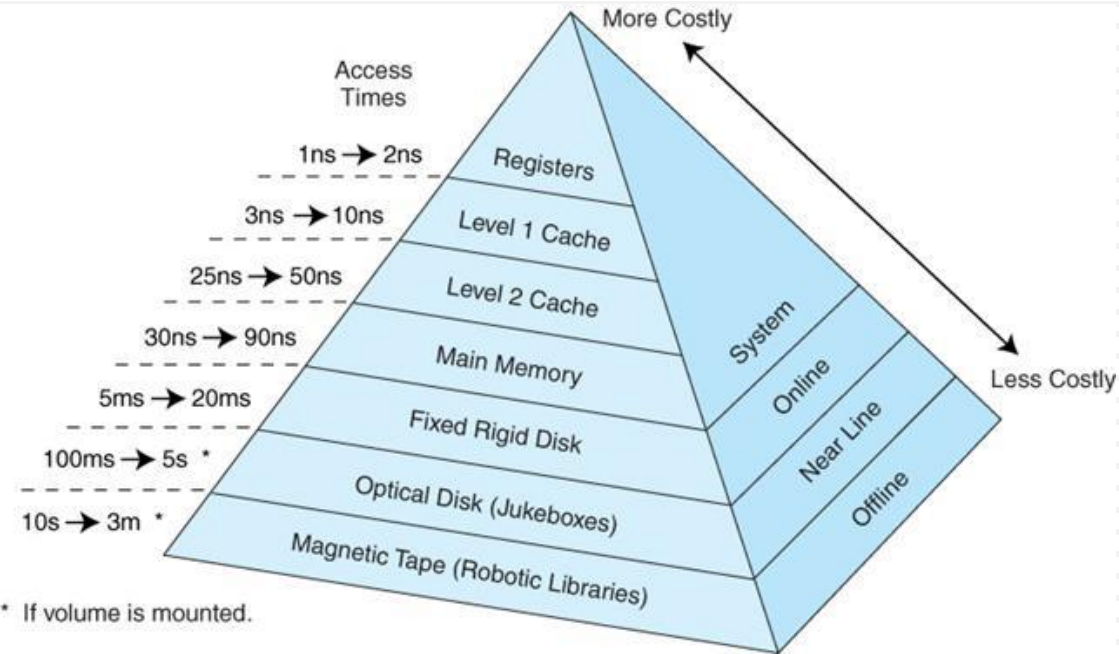 More Costly
Access
Times
1ns → 2ns
Registers
3ns → 10ns
Level 1 Cache
25ns → 50ns
Level 2 Cache
System
30ns → 90ns
Main Memory
Less Costly
Online
5ms → 20ms
Fixed Rigid Disk
Near Line
100ms → 5s *
Optical Disk (Jukeboxes)
Offline
10s → 3m *
Magnetic Tape (Robotic Libraries)
* If volume is mounted.